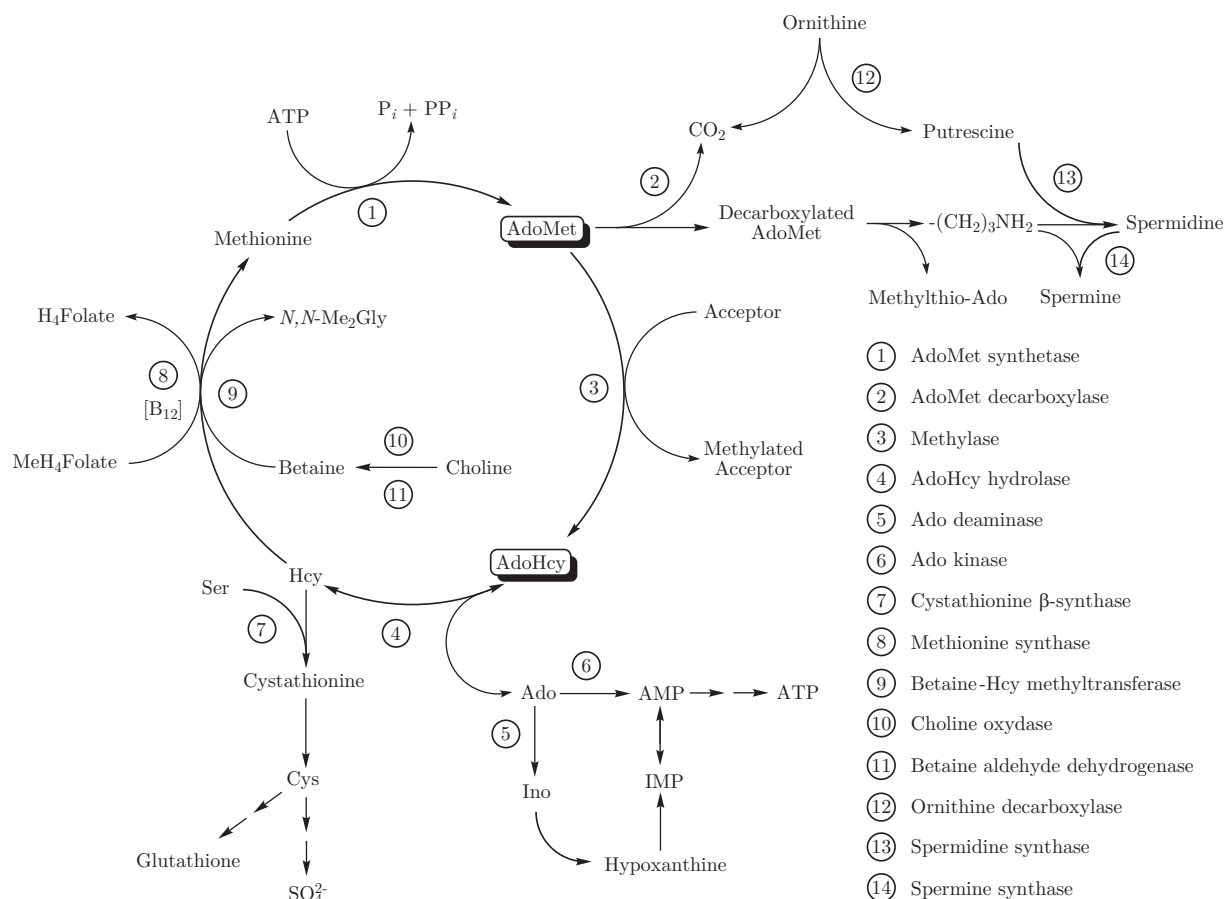 Ornithine
⑫
ATP
P𝑖 + PP𝑖
CO₂
Putrescine
②
⑬
①
Methionine
AdoMet
Decarboxylated
AdoMet
-(CH₂)₃NH₂
Spermidine
⑭
Methylthio-Ado
Spermine
H₄Folate
N,N-Me₂Gly
Acceptor
⑧
[B₁₂]
⑨
③
MeH₄Folate
Betaine
⑩
⑪
Choline
Methylated
Acceptor
AdoHcy
Hcy
Ser
⑦
④
Cystathionine
⑥
Ado
AMP
ATP
⑤
Cys
Ino
IMP
Glutathione
Hypoxanthine
SO₄²⁻
① AdoMet synthetase
② AdoMet decarboxylase
③ Methylase
④ AdoHcy hydrolase
⑤ Ado deaminase
⑥ Ado kinase
⑦ Cystathionine β-synthase
⑧ Methionine synthase
⑨ Betaine-Hcy methyltransferase
⑩ Choline oxydase
⑪ Betaine aldehyde dehydrogenase
⑫ Ornithine decarboxylase
⑬ Spermidine synthase
⑭ Spermine synthase